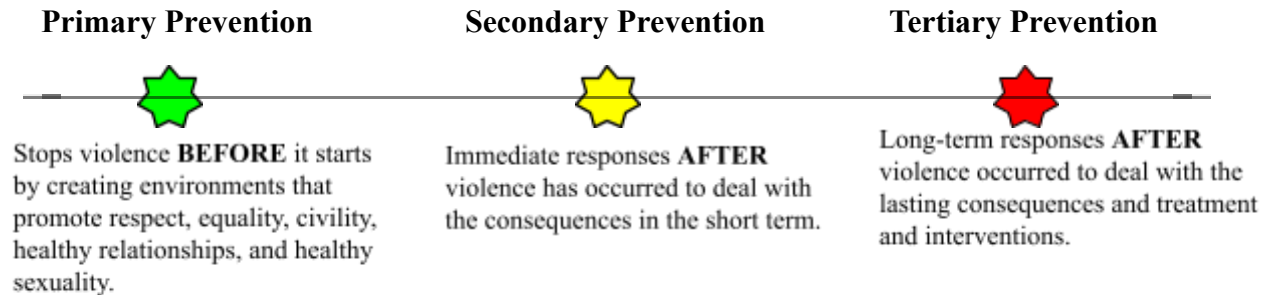 Primary Prevention
Secondary Prevention
Tertiary Prevention
Stops violence BEFORE it starts
by creating environments that
promote respect, equality, civility,
healthy relationships, and healthy
sexuality.
Immediate responses AFTER
violence has occurred to deal with
the consequences in the short term.
Long-term responses AFTER
violence occurred to deal with the
lasting consequences and treatment
and interventions.